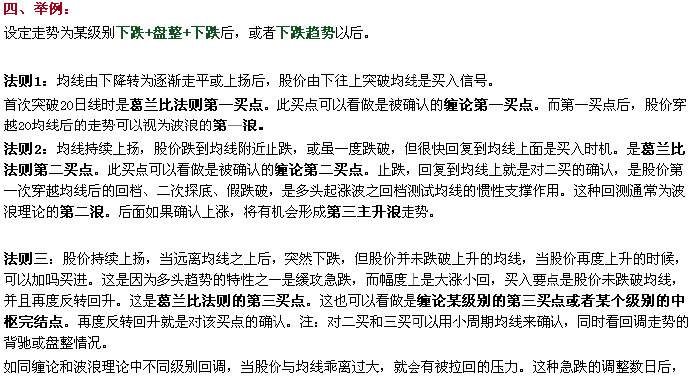 四、举例：
设定走势为某级别下跌+盘整+下跌后，或者下跌趋势以后。
法则1：均线由下降转为逐渐走平或上扬后，股价由下往上突破均线是买入信号。
首次突破20日线时是葛兰比法则第一买点。此买点可以看做是被确认的缠论第一买点。而第一买点后，股价穿
越20均线后的走势可以视为波浪的第一浪。
法则2：均线持续上扬，股价跌到均线附近止跌，或虽一度跌破，但很快回复到均线上面是买入时机。是葛兰比
法则第二买点。此买点可以看做是被确认的缠论第二买点。止跌，回复到均线上就是对二买的确认，是股价第
一次穿越均线后的回档、二次探底、假跌破，是多头起涨波之回档测试均线的惯性支撑作用。这种回测通常为波
浪理论的第二浪。后面如果确认上涨，将有机会形成第三主升浪走势。
法则三：股价持续上扬，当远离均线之上后，突然下跌，但股价并未跌破上升的均线，当股价再度上升的时候，
可以加吗买进。这是因为多头趋势的特性之一是缓攻急跌，而幅度上是大涨小回，买入要点是股价未跌破均线，
并且再度反转回升。这是葛兰比法则的第三买点。这也可以看做是缠论某级别的第三买点或者某个级别的中
枢完结点。再度反转回升就是对该买点的确认。注：对二买和三买可以用小周期均线来确认，同时看回调走势的
背驰或盘整情况。
如同缠论和波浪理论中不同级别回调，当股价与均线乖离过大，就会有被拉回的压力。这种急跌的调整数日后，